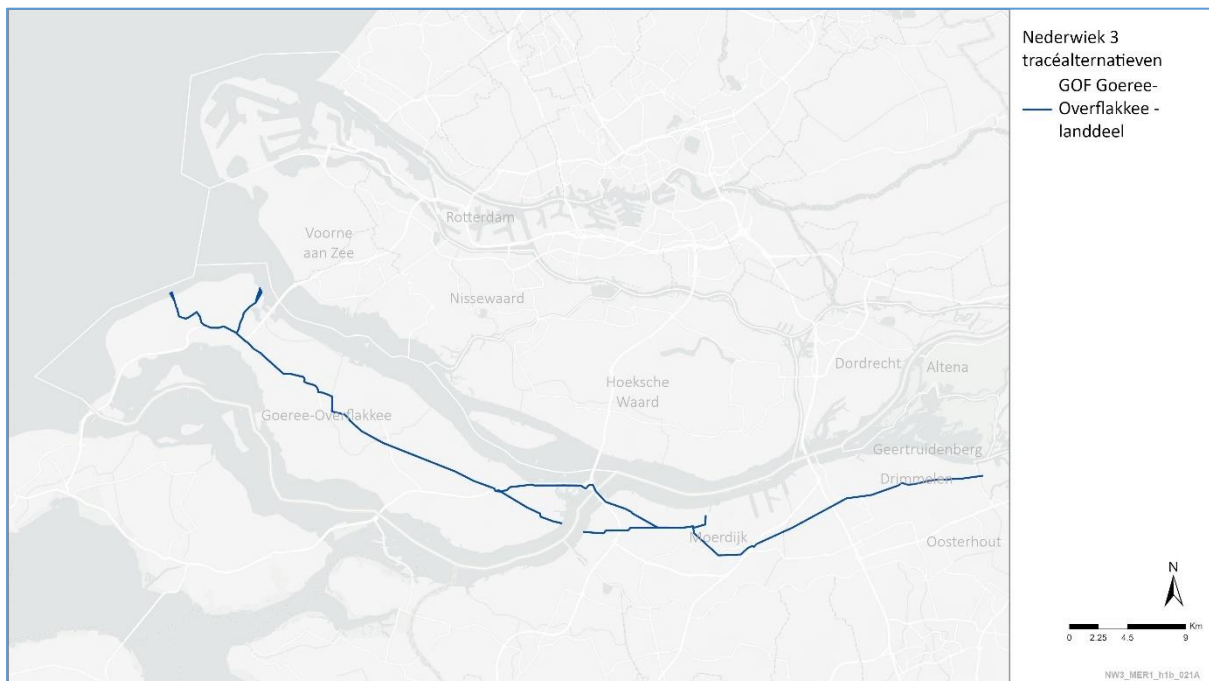 Nederwiek 3
tracéalternatieven
GOF Goeree-
Overflakkee -
landdeel
Rotterdam
Voorne
aan Zee
Nissewaard
Hoeksche
Waard
Dordrecht
Altena
Goeree-Overflakkee
Geertruidenberg
Drimmelen
Moerdijk
Oosterhout
N
Km
0 2.25 4.5 9
NW3_MER1_h1b_021A